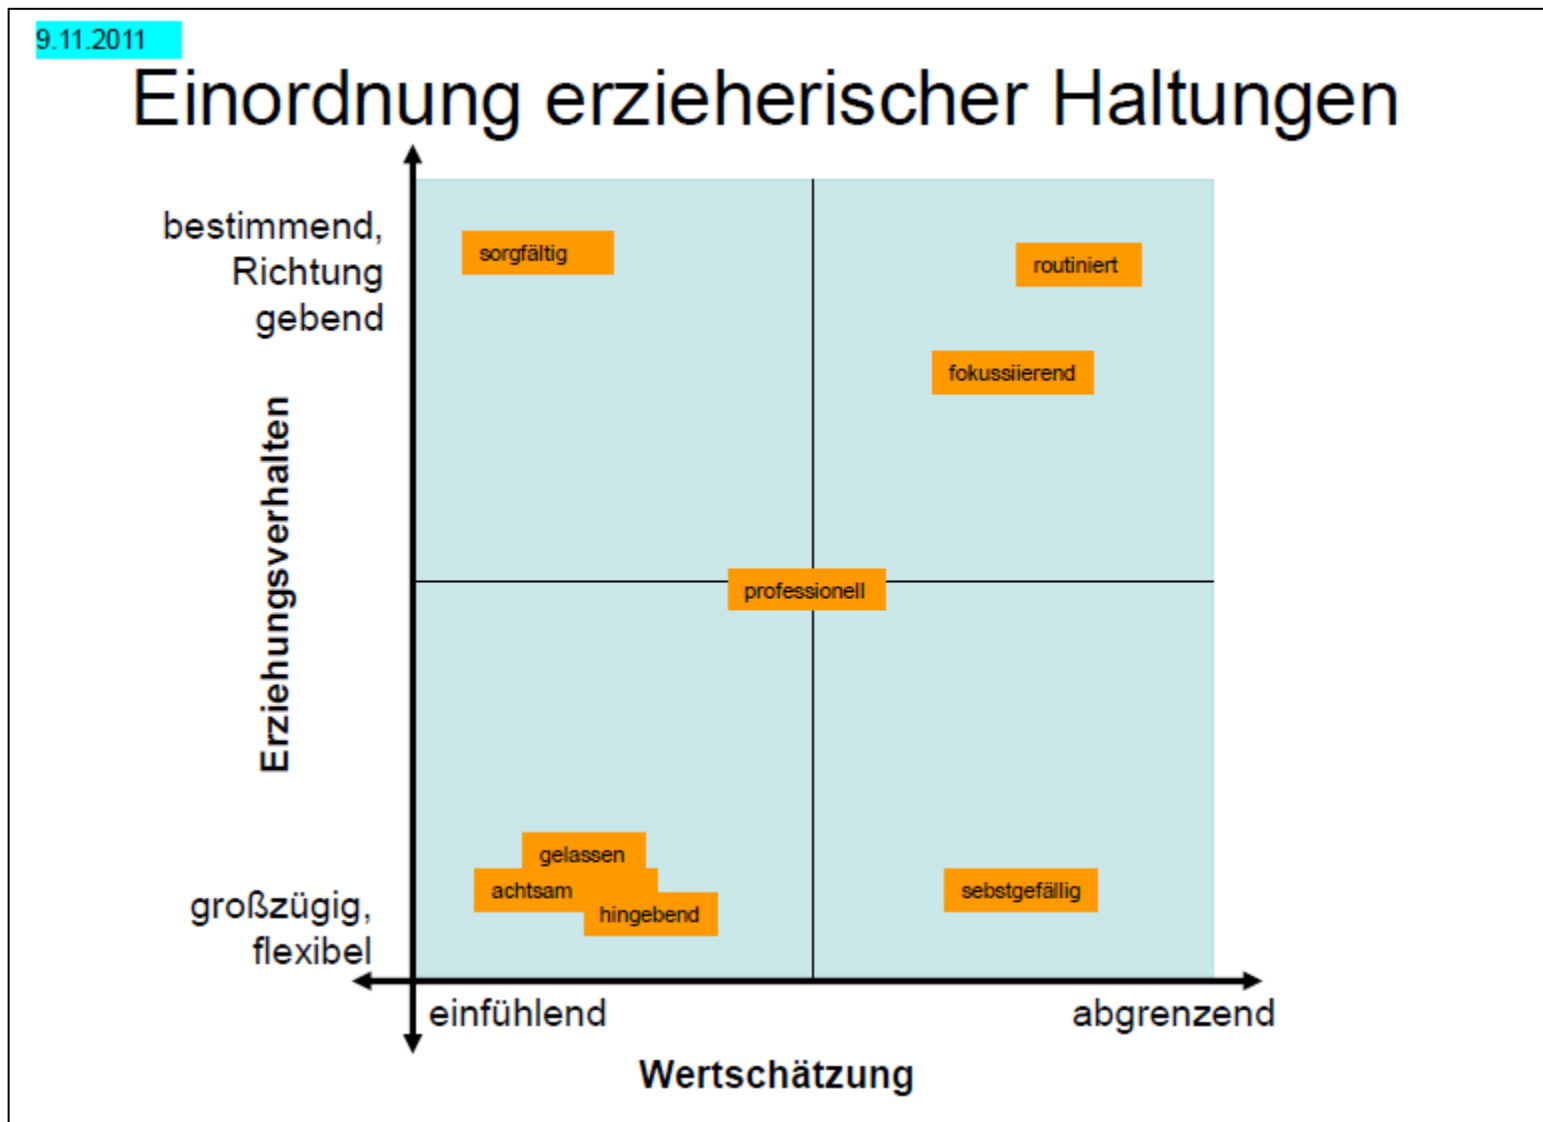 9.11.2011
Einordnung erzieherischer Haltungen
bestimmend,
Richtung
gebend
sorgfältig
routiniert
fokussiierend
Erziehungsverhalten
professionell
gelassen
achtsam
hingebend
sebstgefällig
großzügig,
flexibel
einfühlend
abgrenzend
Wertschätzung